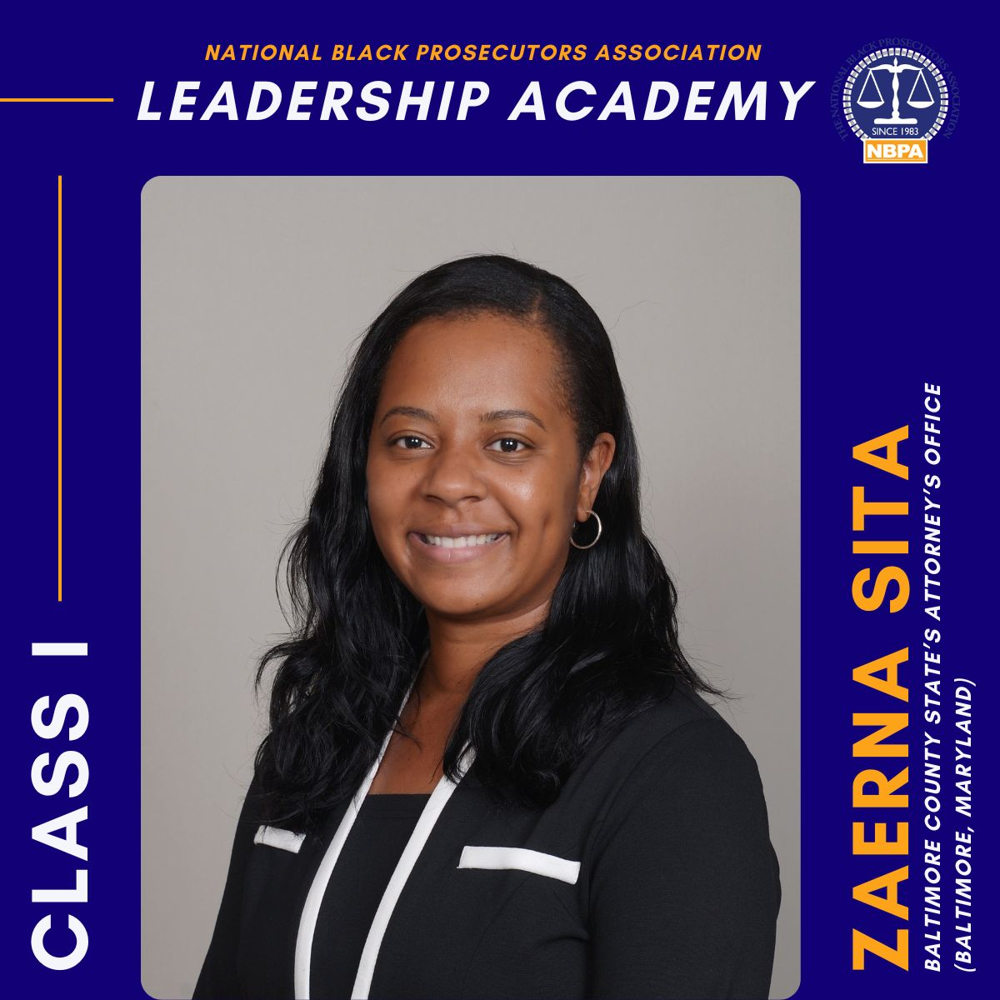 NATIONAL BLACK PROSECUTORS ASSOCIATION
LEADERSHIP ACADEMY
THE NATIONAL BLACK PROSECUTORS ASSOCIATION
SINCE 1983
NBPA
CLASS I
ZAERNA SITA
BALTIMORE COUNTY STATE'S ATTORNEY'S OFFICE
(BALTIMORE, MARYLAND)